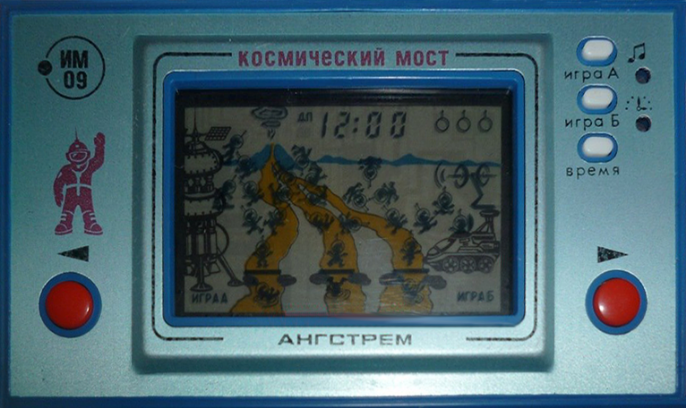 ИМ
09
космический мост
игра А
игра Б
время
ДП 12:00
ИГРА А
ИГРА Б
АНГСТРЕМ